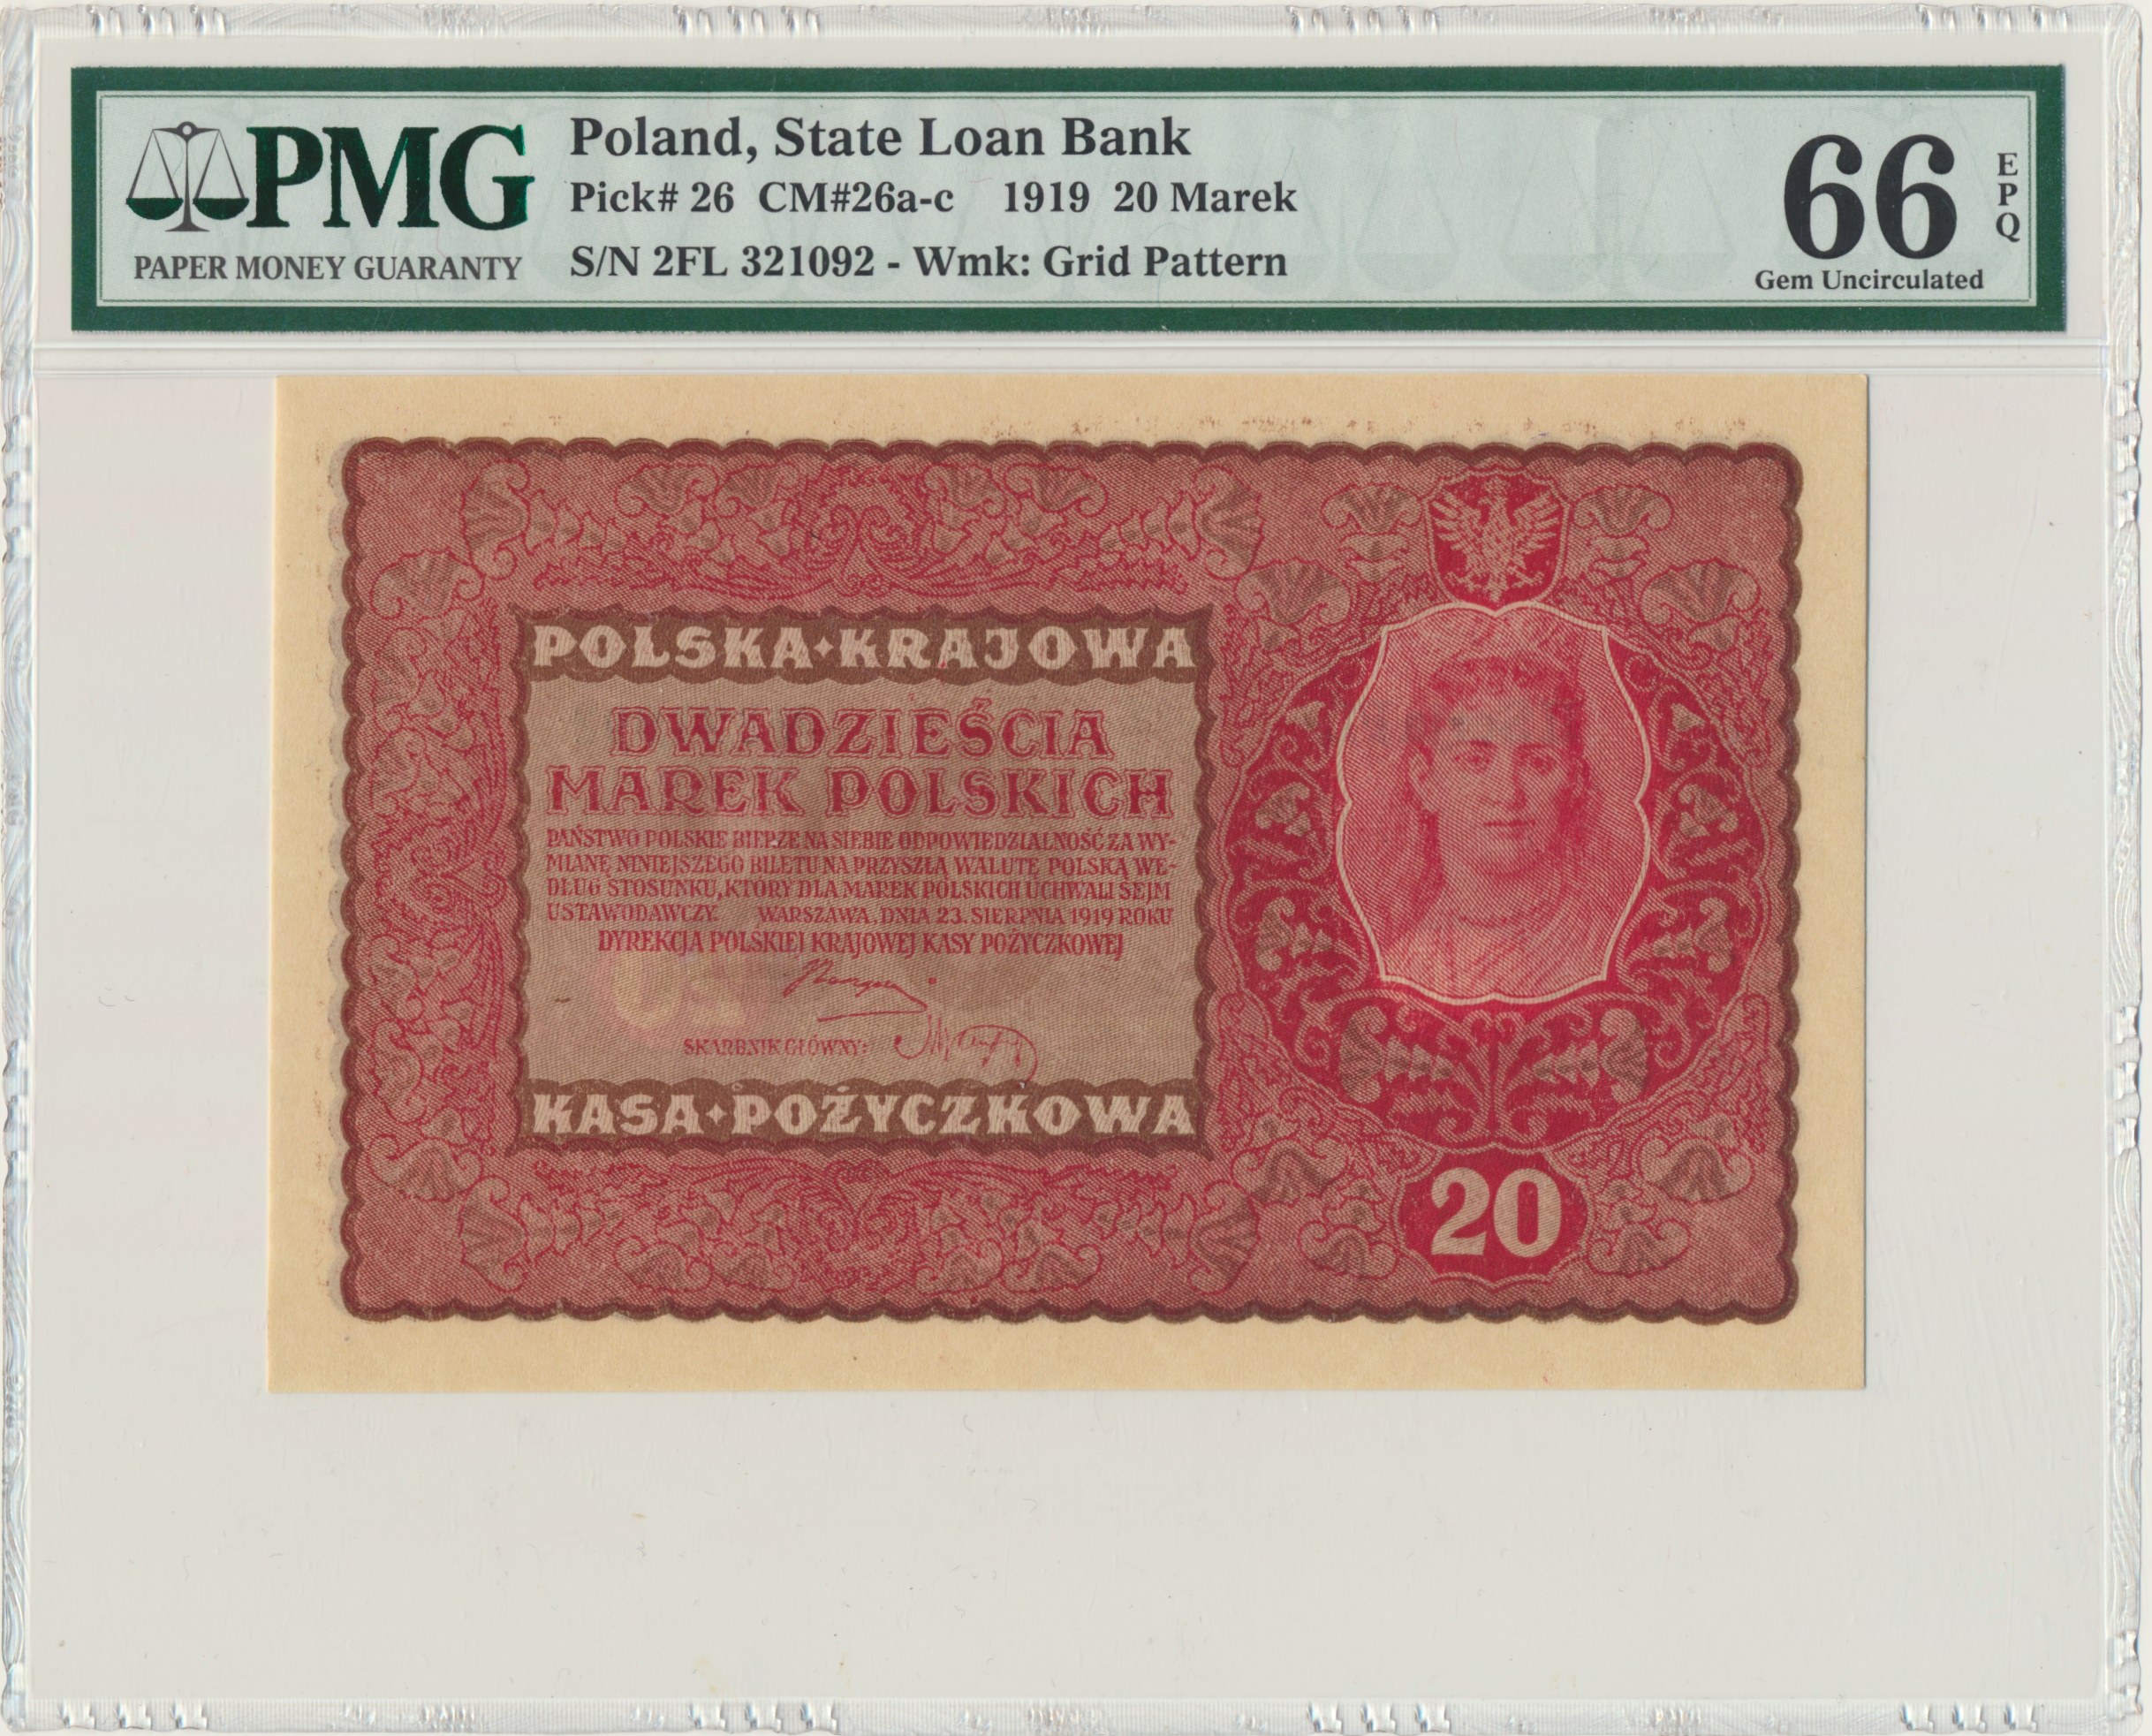 PMG
PAPER MONEY GUARANTY
Poland, State Loan Bank
Pick# 26 CM#26a-c 1919 20 Marek
S/N 2FL 321092 - Wmk: Grid Pattern
66
EPQ
Gem Uncirculated
POLSKA KRAJOWA
DWADZIEŚCIA
MAREK POLSKICH
PAŃSTWO POLSKIE BIERZE NA SIEBIE ODPOWIEDZIALNOŚĆ ZA WY-
MIANĘ NINIEJSZEGO BILETU NA PRZYSZŁĄ WALUTĘ POLSKĄ WE-
DŁUG STOSUNKU, KTÓRY DLA MAREK POLSKICH UCHWALI SEJM
USTAWODAWCZY. WARSZAWA, DNIA 23. SIERPNIA 1919 ROKU
DYREKCJA POLSKIEJ KRAJOWEJ KASY POŻYCZKOWEJ
SKARBNIK GŁÓWNY:
KASA POŻYCZKOWA
20